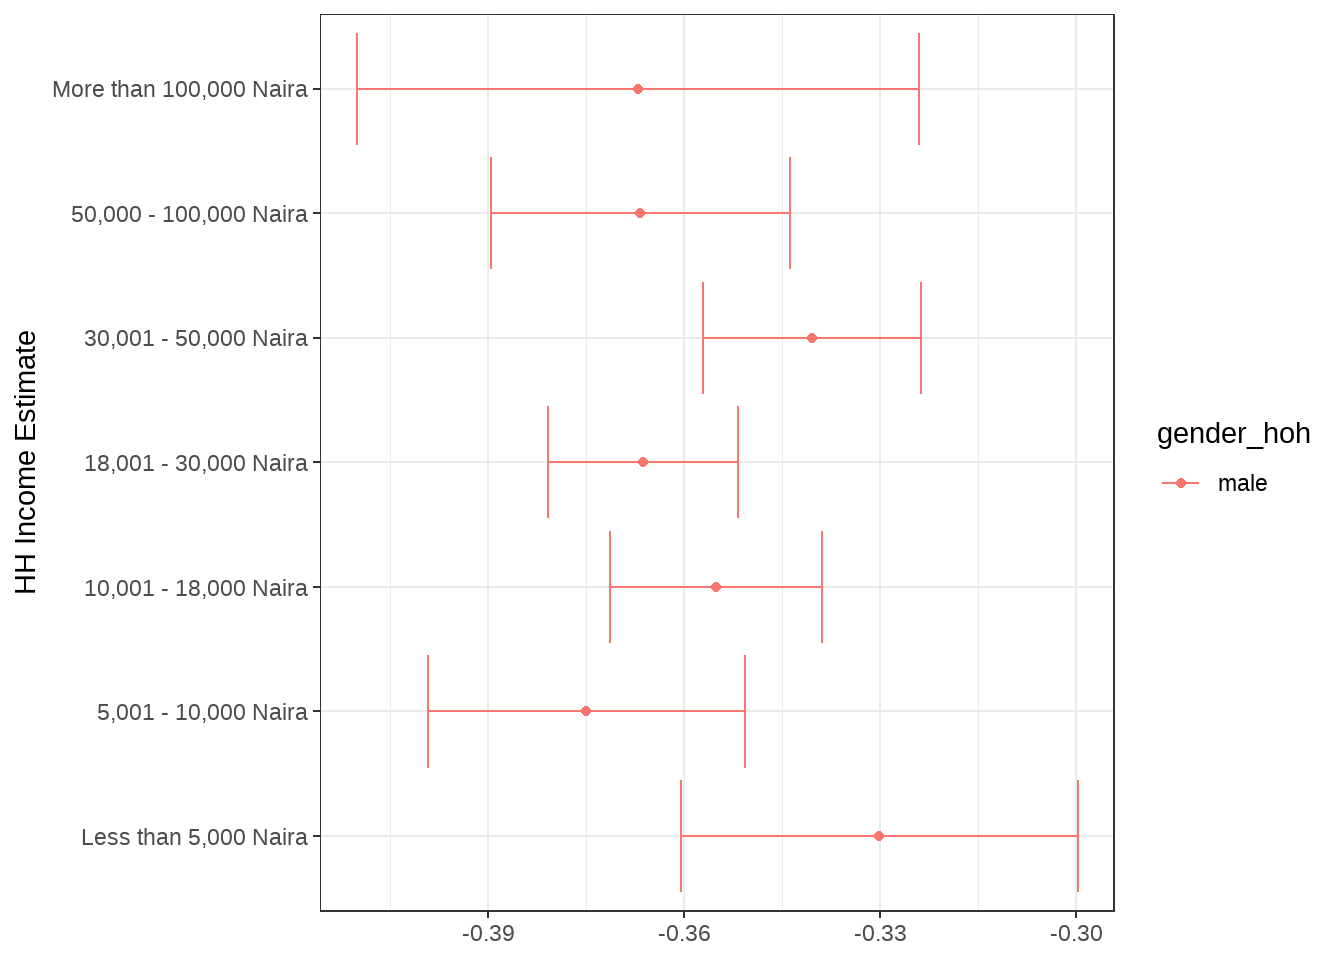 HH Income Estimate
More than 100,000 Naira
50,000 - 100,000 Naira
30,001 - 50,000 Naira
18,001 - 30,000 Naira
10,001 - 18,000 Naira
5,001 - 10,000 Naira
Less than 5,000 Naira
-0.39 -0.36 -0.33 -0.30
gender_hoh
male